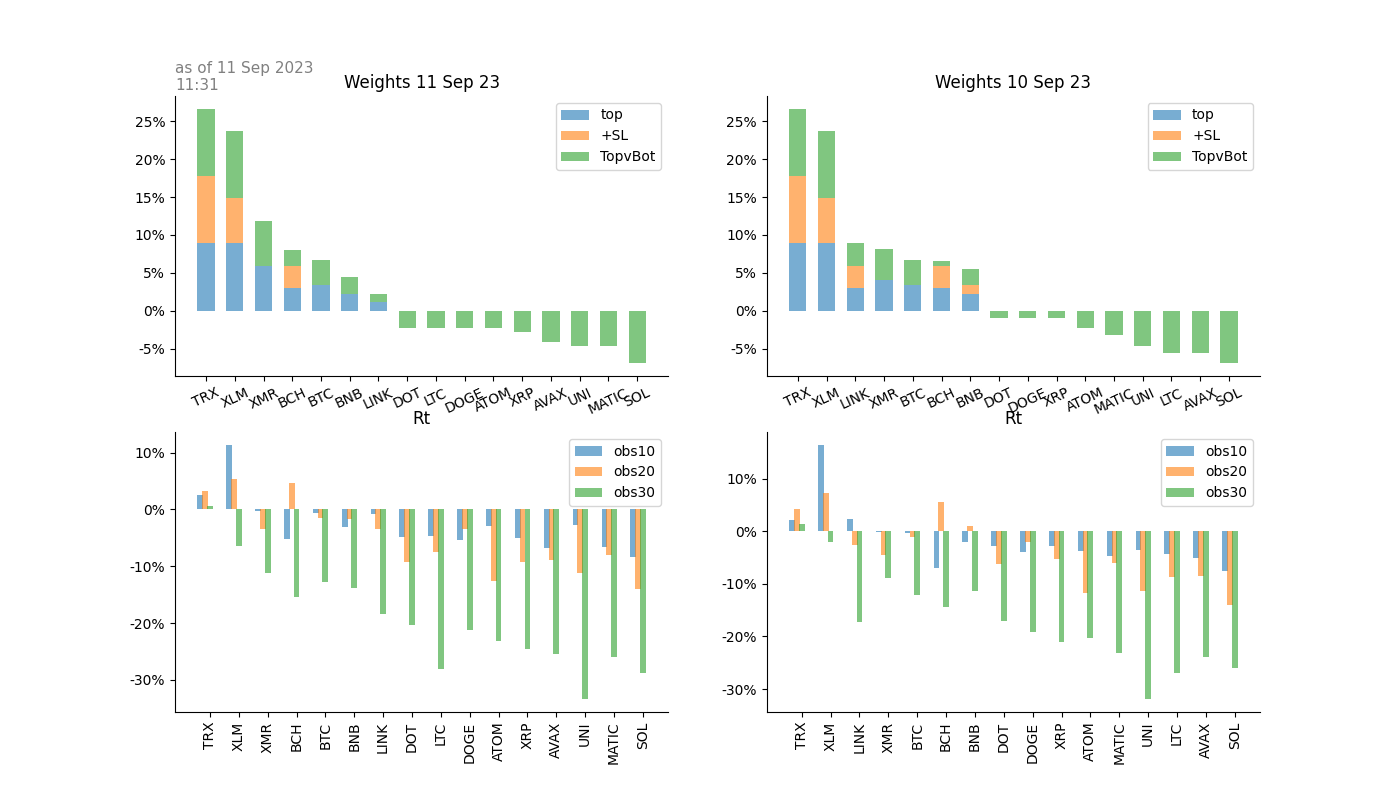 as of 11 Sep 2023
11:31
Weights 11 Sep 23
25%
20%
15%
10%
5%
0%
-5%
top
+SL
TopvBot
TRX XLM XMR BCH BTC BNB LINK DOT LTC DOGE ATOM XRP AVAX UNI MATIC SOL
Weights 10 Sep 23
25%
20%
15%
10%
5%
0%
-5%
top
+SL
TopvBot
TRX XLM LINK XMR BTC BCH BNB DOT DOGE XRP ATOM MATIC UNI LTC AVAX SOL
Rt
10%
0%
-10%
-20%
-30%
obs10
obs20
obs30
TRX XLM XMR BCH BTC BNB LINK DOT LTC DOGE ATOM XRP AVAX UNI MATIC SOL
Rt
10%
0%
-10%
-20%
-30%
obs10
obs20
obs30
TRX XLM LINK XMR BTC BCH BNB DOT DOGE XRP ATOM MATIC UNI LTC AVAX SOL